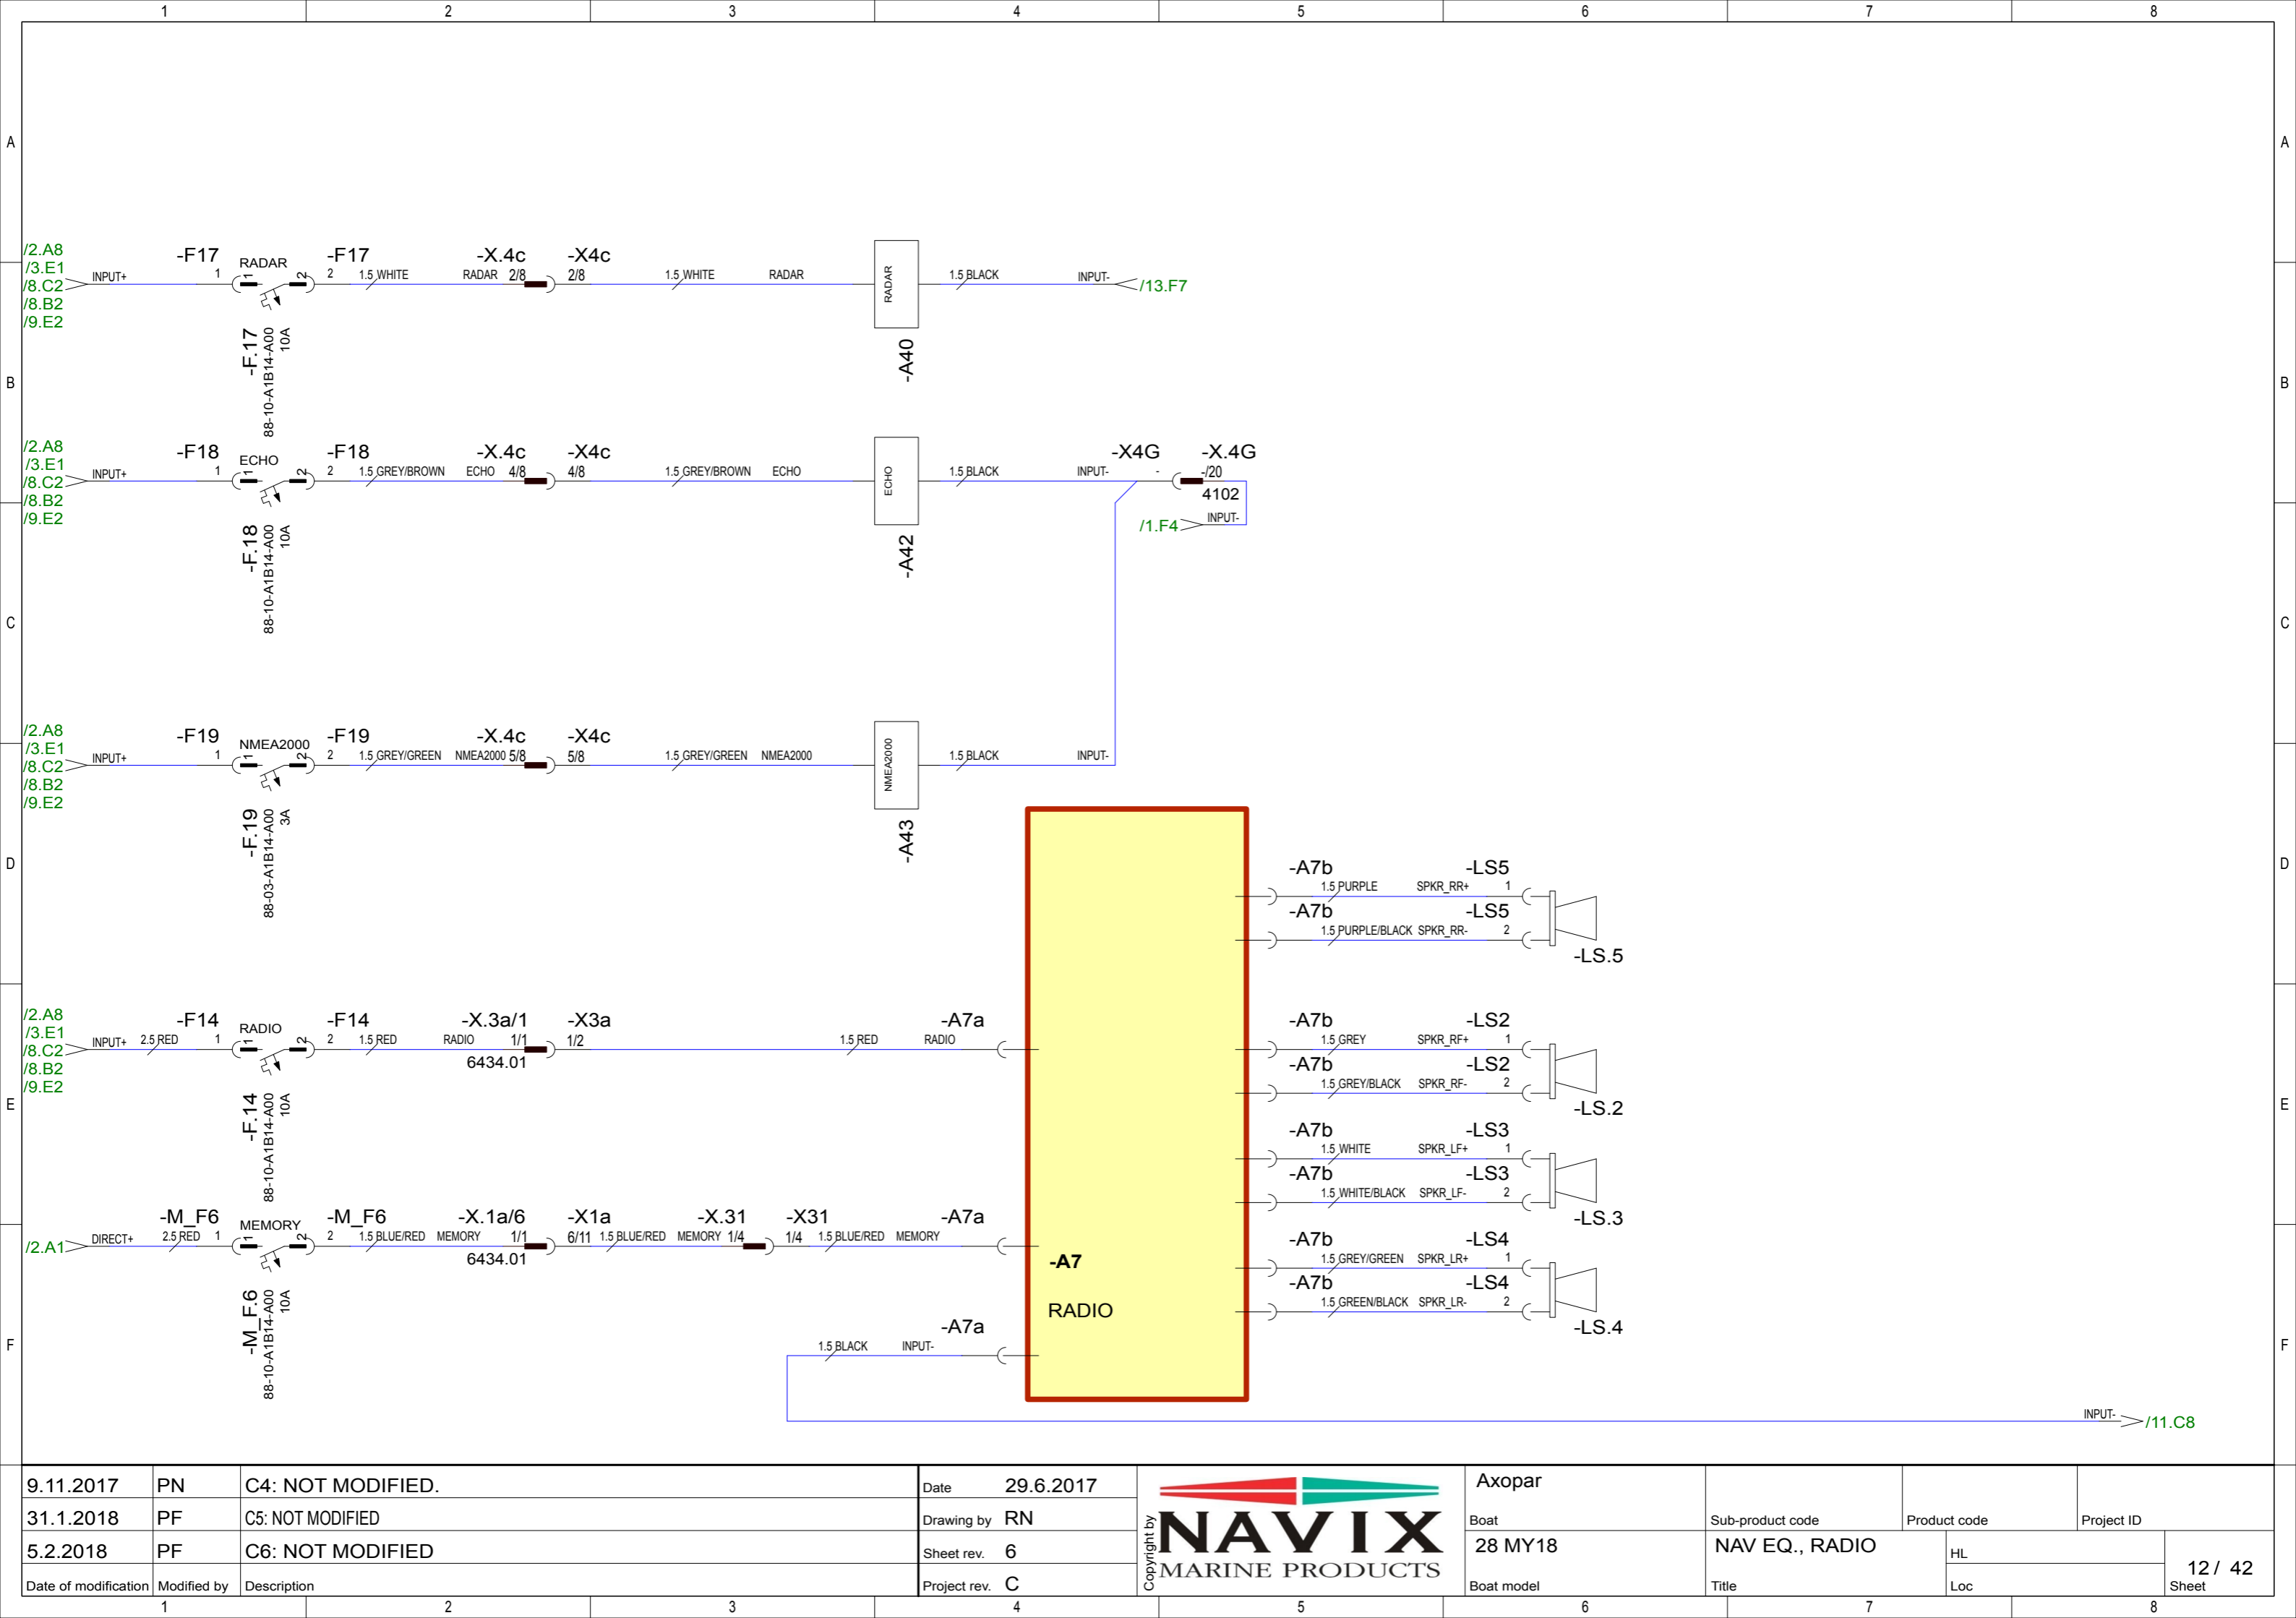 1 2 3 4 5 6 7 8
A A
/2.A8
/3.E1
/8.C2
/8.B2
/9.E2
INPUT+ -F17 1 RADAR 1 2 -F17 2 1.5 WHITE RADAR -X.4c 2/8 -X4c 2/8 1.5 WHITE RADAR RADAR 1.5 BLACK INPUT- /13.F7
-F.17
88-10-A1B14-A00
10A
-A40
B B
/2.A8
/3.E1
/8.C2
/8.B2
/9.E2
INPUT+ -F18 1 ECHO 1 2 -F18 2 1.5 GREY/BROWN ECHO -X.4c 4/8 -X4c 4/8 1.5 GREY/BROWN ECHO ECHO 1.5 BLACK INPUT- -X4G - -X.4G -/20
4102
/1.F4 INPUT-
-F.18
88-10-A1B14-A00
10A
-A42
C C
/2.A8
/3.E1
/8.C2
/8.B2
/9.E2
INPUT+ -F19 1 NMEA2000 1 2 -F19 2 1.5 GREY/GREEN NMEA2000 -X.4c 5/8 -X4c 5/8 1.5 GREY/GREEN NMEA2000 NMEA2000 1.5 BLACK INPUT-
-F.19
88-03-A1B14-A00
3A
-A43
D D
-A7b 1.5 PURPLE SPKR_RR+ -LS5 1
-A7b 1.5 PURPLE/BLACK SPKR_RR- -LS5 2
-LS.5
/2.A8
/3.E1
/8.C2
/8.B2
/9.E2
INPUT+ 2.5 RED -F14 1 RADIO 1 2 -F14 2 1.5 RED RADIO -X.3a/1 1/1 -X3a 1/2 1.5 RED RADIO -A7a
6434.01
-F.14
88-10-A1B14-A00
10A
-A7b 1.5 GREY SPKR_RF+ -LS2 1
-A7b 1.5 GREY/BLACK SPKR_RF- -LS2 2
-LS.2
E E
-A7b 1.5 WHITE SPKR_LF+ -LS3 1
-A7b 1.5 WHITE/BLACK SPKR_LF- -LS3 2
-LS.3
/2.A1 DIRECT+ 2.5 RED -M_F6 1 MEMORY 1 2 -M_F6 2 1.5 BLUE/RED MEMORY -X.1a/6 1/1 -X1a 6/11 1.5 BLUE/RED MEMORY -X.31 1/4 -X31 1/4 1.5 BLUE/RED MEMORY -A7a
6434.01
-M_F.6
88-10-A1B14-A00
10A
-A7
RADIO
-A7b 1.5 GREY/GREEN SPKR_LR+ -LS4 1
-A7b 1.5 GREEN/BLACK SPKR_LR- -LS4 2
-LS.4
F F
1.5 BLACK INPUT- -A7a
INPUT- /11.C8
9.11.2017 PN C4: NOT MODIFIED.
31.1.2018 PF C5: NOT MODIFIED
5.2.2018 PF C6: NOT MODIFIED
Date of modification Modified by Description
Date 29.6.2017
Drawing by RN
Sheet rev. 6
Project rev. C
Copyright by
NAVIX
MARINE PRODUCTS
Axopar
Boat
28 MY18
Boat model
Sub-product code Product code Project ID
NAV EQ., RADIO
Title
HL
Loc
12 / 42
Sheet
1 2 3 4 5 6 7 8